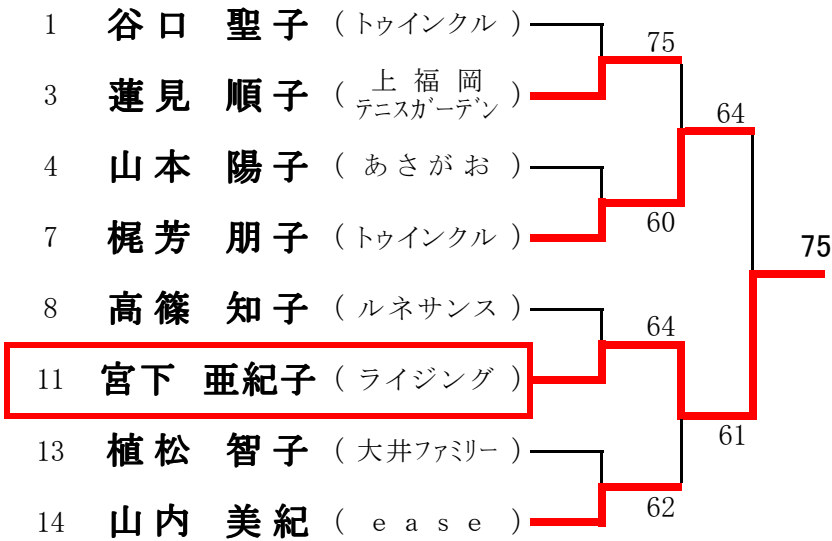 1 谷口 聖子 (トゥインクル)
75
3 蓮見 順子 (上福岡テニスガーデン)
64
4 山本 陽子 (あさがお)
60
7 梶芳 朋子 (トゥインクル)
75
8 高篠 知子 (ルネサンス)
64
11 宮下 亜紀子 (ライジング)
61
13 植松 智子 (大井ファミリー)
62
14 山内 美紀 (ease)